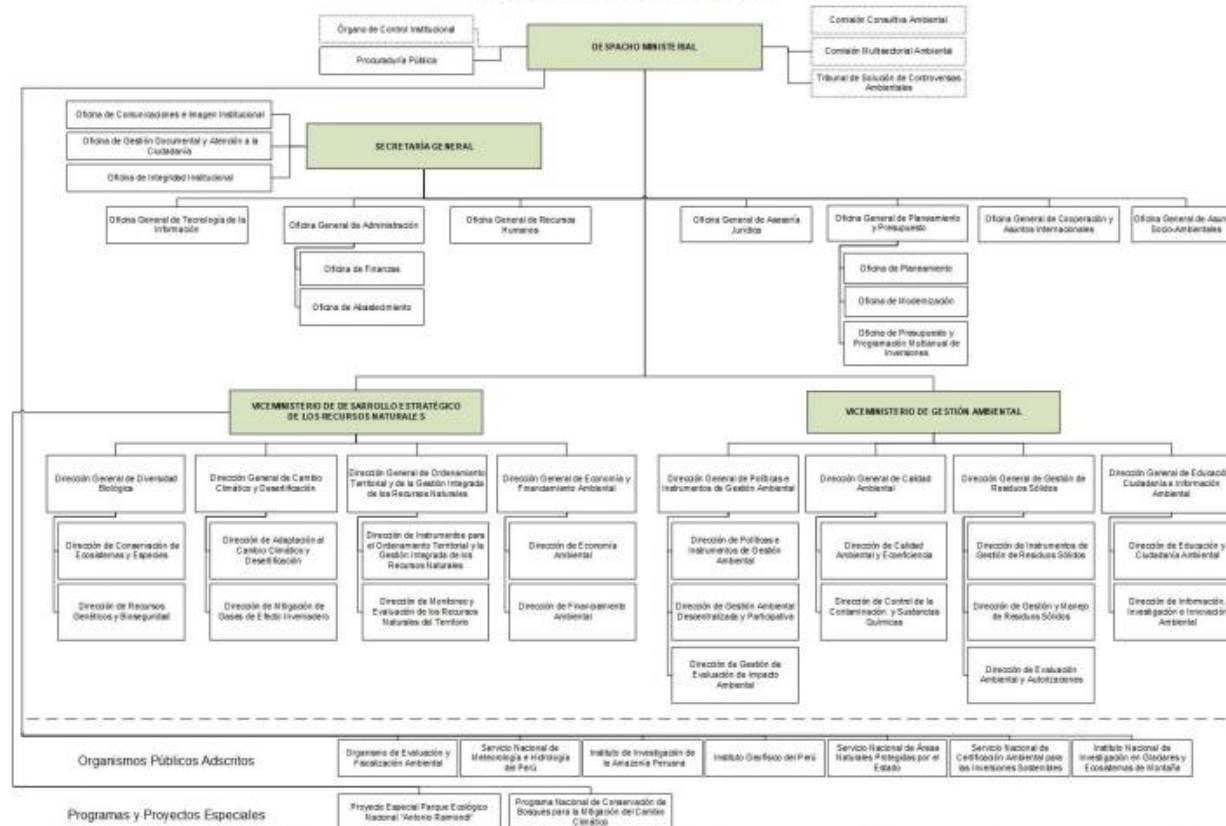 Órgano de Control Institucional
Procuraduría Pública
DESPACHO MINISTERIAL
Comisión Consultiva Ambiental
Comisión Multisectorial Ambiental
Tribunal de Solución de Controversias
Ambientales
Oficina de Comunicaciones e Imagen Institucional
Oficina de Gestión Documental y Atención a la
Ciudadanía
Oficina de Integridad Institucional
SECRETARÍA GENERAL
Oficina General de Tecnología de la
Información
Oficina General de Administración
Oficina de Finanzas
Oficina de Abastecimiento
Oficina General de Recursos
Humanos
Oficina General de Asesoría
Jurídica
Oficina General de Planeamiento
y Presupuesto
Oficina de Planeamiento
Oficina de Modernización
Oficina de Presupuesto y
Programación Multianual de
Inversiones
Oficina General de Cooperación y
Asuntos Internacionales
Oficina General de
Socio-Ambientales
VICEMINISTERIO DE DESARROLLO ESTRATÉGICO
DE LOS RECURSOS NATURALES
VICEMINISTERIO DE GESTIÓN AMBIENTAL
Dirección General de Diversidad
Biológica
Dirección de Conservación de
Ecosistemas y Especies
Dirección de Recursos
Genéticos y Bioseguridad
Dirección General de Cambio
Climático y Desertificación
Dirección de Adaptación al
Cambio Climático y
Desertificación
Dirección de Mitigación de
Gases de Efecto Invernadero
Dirección General de Ordenamiento
Territorial y de la Gestión Integrada
de los Recursos Naturales
Dirección de Instrumentos para
el Ordenamiento Territorial y la
Gestión Integrada de los
Recursos Naturales
Dirección de Monitoreo y
Evaluación de los Recursos
Naturales del Territorio
Dirección General de Economía y
Financiamiento Ambiental
Dirección de Economía
Ambiental
Dirección de Financiamiento
Ambiental
Dirección General de Políticas e
Instrumentos de Gestión Ambiental
Dirección de Políticas e
Instrumentos de Gestión
Ambiental
Dirección de Gestión Ambiental
Descentralizada y Participativa
Dirección de Gestión de
Evaluación de Impacto
Ambiental
Dirección General de Calidad
Ambiental
Dirección de Calidad
Ambiental y Ecoeficiencia
Dirección de Control de la
Contaminación y Sustancias
Químicas
Dirección General de Gestión de
Residuos Sólidos
Dirección de Instrumentos de
Gestión de Residuos Sólidos
Dirección de Gestión y Manejo de
Residuos Sólidos
Dirección de Evaluación
Ambiental y Autorizaciones
Dirección General de Educación
Ciudadanía e Información
Ambiental
Dirección de Educación y
Ciudadanía Ambiental
Dirección de Información,
Investigación e Innovación
Ambiental
Organismos Públicos Adscritos
Organismo de Evaluación y
Fiscalización Ambiental
Servicio Nacional de
Meteorología e Hidrología
del Perú
Instituto de Investigación de
la Amazonía Peruana
Instituto Geofísico del Perú
Servicio Nacional de Áreas
Naturales Protegidas por el
Estado
Servicio Nacional de
Certificación Ambiental para
las Inversiones Sostenibles
Instituto Nacional de
Investigación en Glaciares y
Ecosistemas de Montaña
Programas y Proyectos Especiales
Proyecto Especial Parque Ecológico
Nacional "Antonio Raimondi"
Programa Nacional de Conservación de
Bosques para la Mitigación del Cambio
Climático